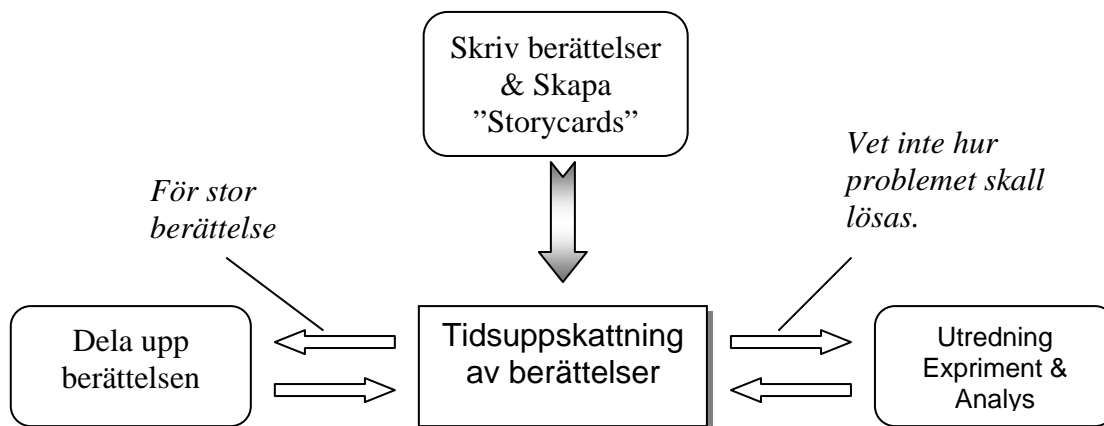 Skriv berättelser
& Skapa
”Storycards”
För stor
berättelse
Vet inte hur
problemet skall
lösas.
Dela upp
berättelsen
Tidsuppskattning
av berättelser
Utredning
Expriment &
Analys